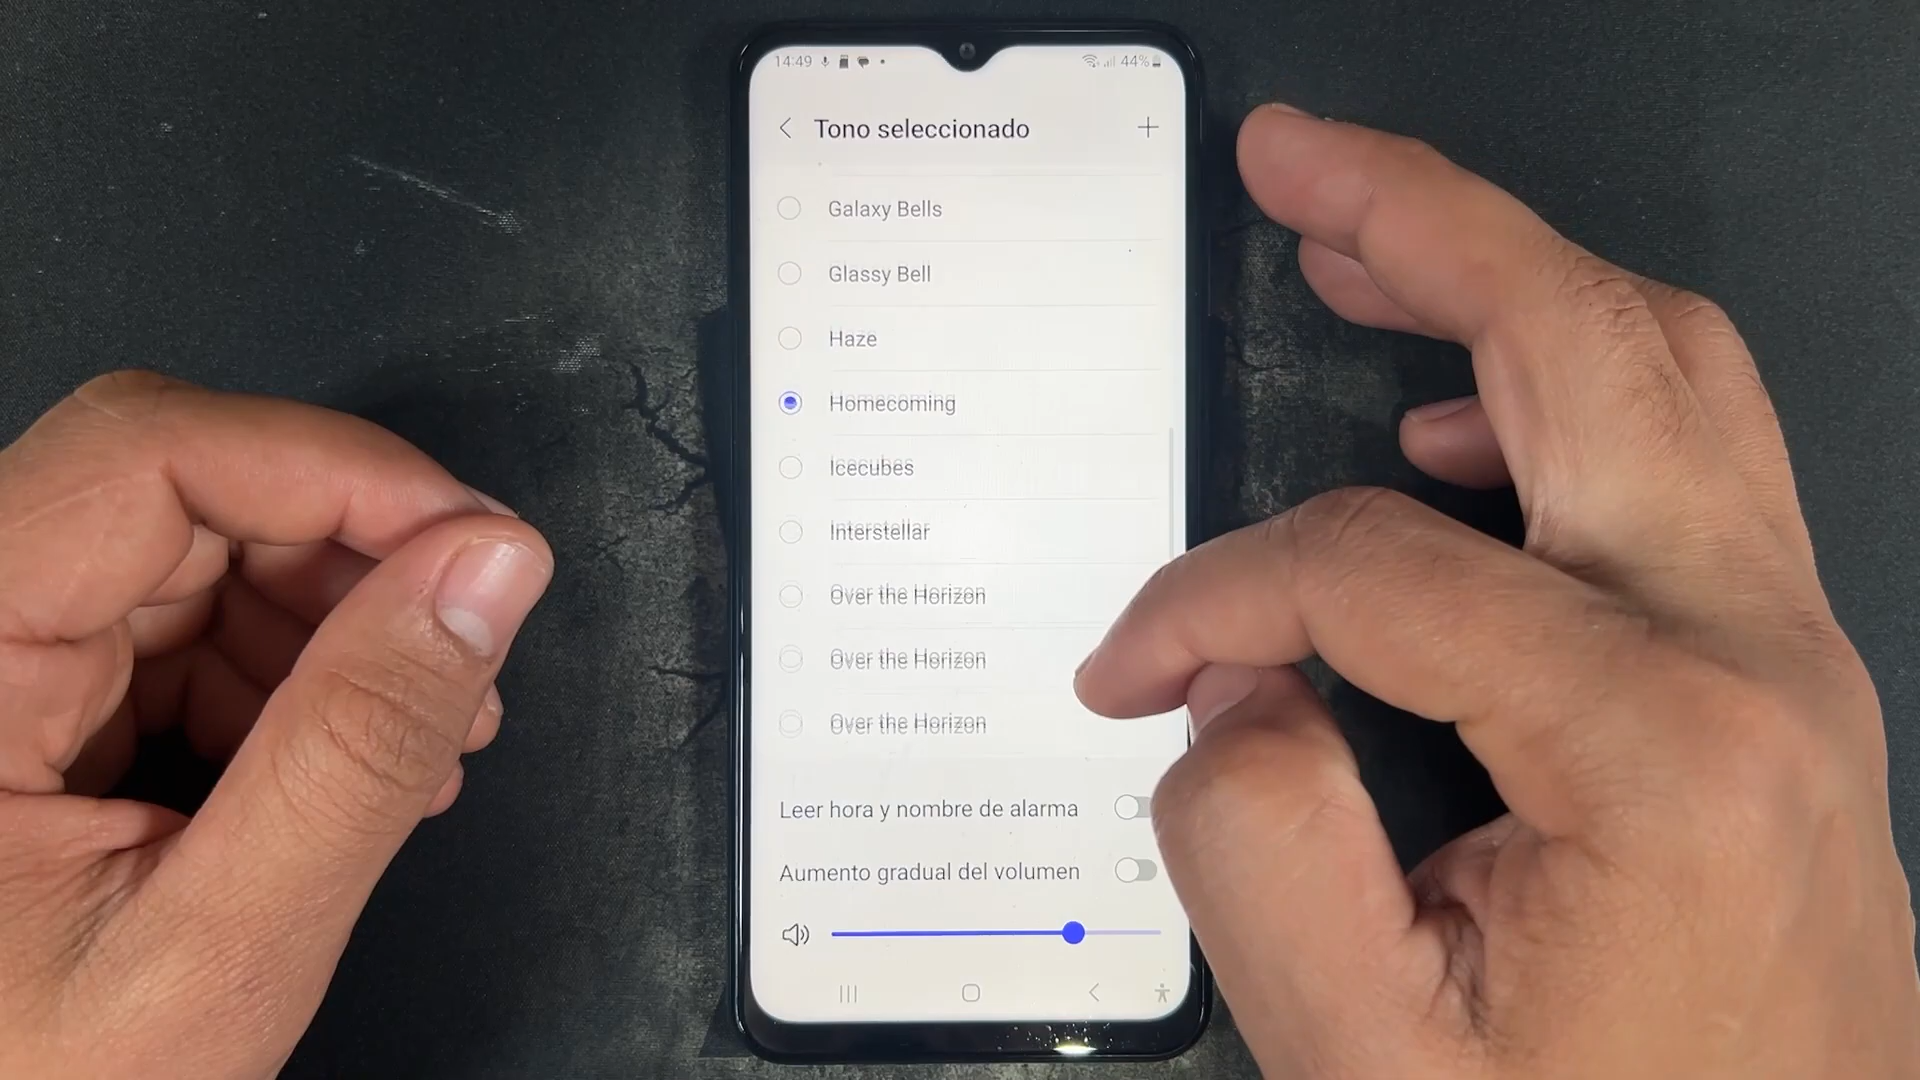 14:49
44%
Tono seleccionado
Galaxy Bells
Glassy Bell
Haze
Homecoming
Icecubes
Interstellar
Over the Horizon
Over the Horizon
Over the Horizon
Leer hora y nombre de alarma
Aumento gradual del volumen